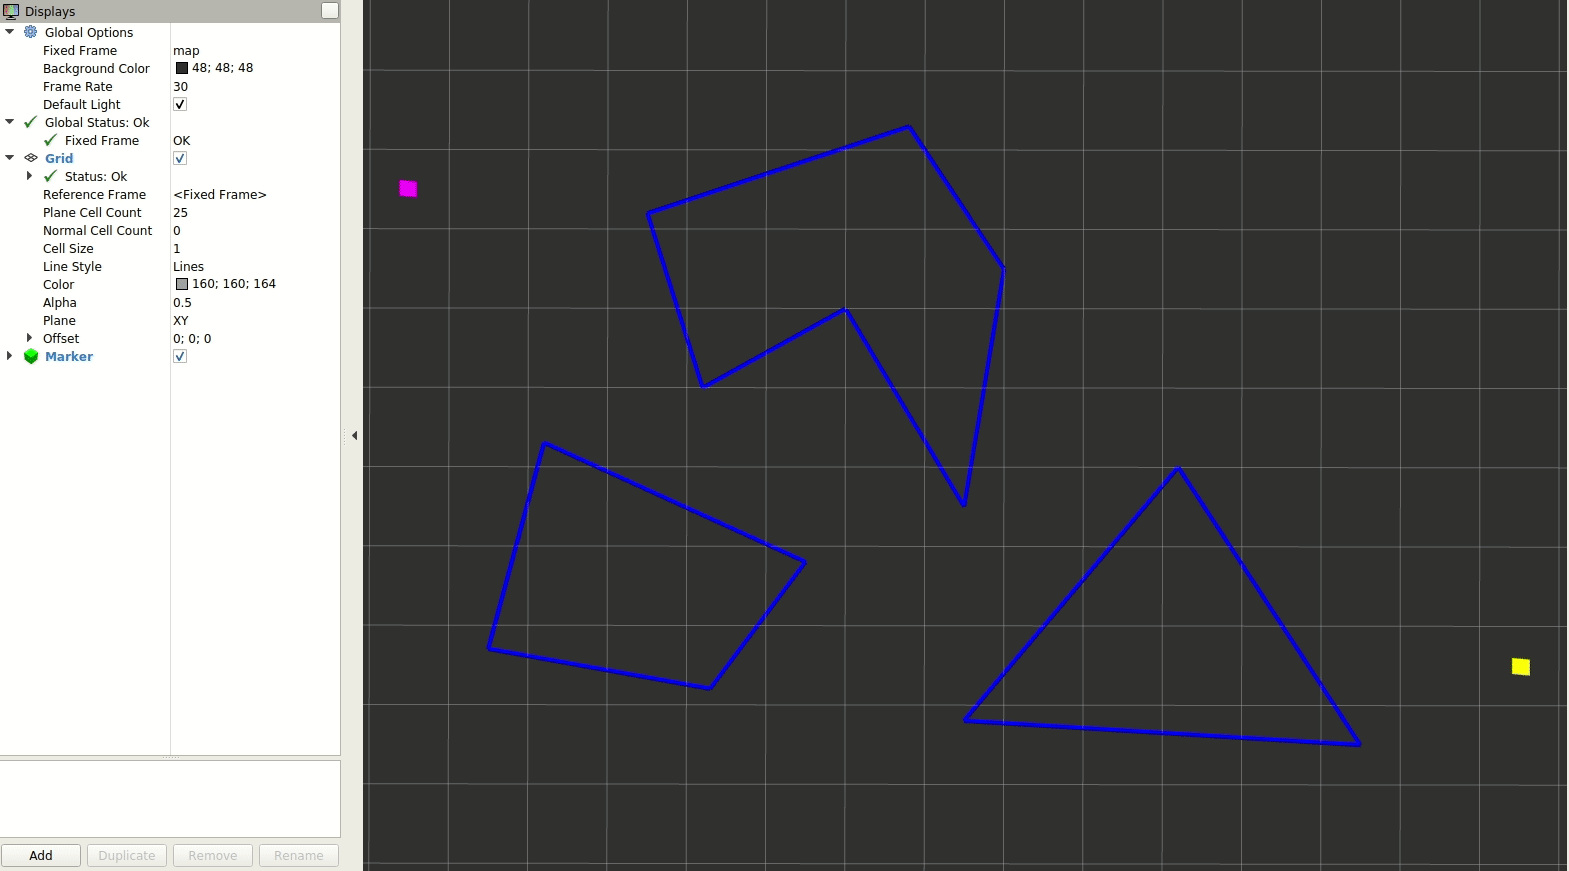 Displays
Global Options
Fixed Frame map
Background Color 48; 48; 48
Frame Rate 30
Default Light
Global Status: Ok
Fixed Frame OK
Grid
Status: Ok
Reference Frame <Fixed Frame>
Plane Cell Count 25
Normal Cell Count 0
Cell Size 1
Line Style Lines
Color 160; 160; 164
Alpha 0.5
Plane XY
Offset 0; 0; 0
Marker
Add Duplicate Remove Rename